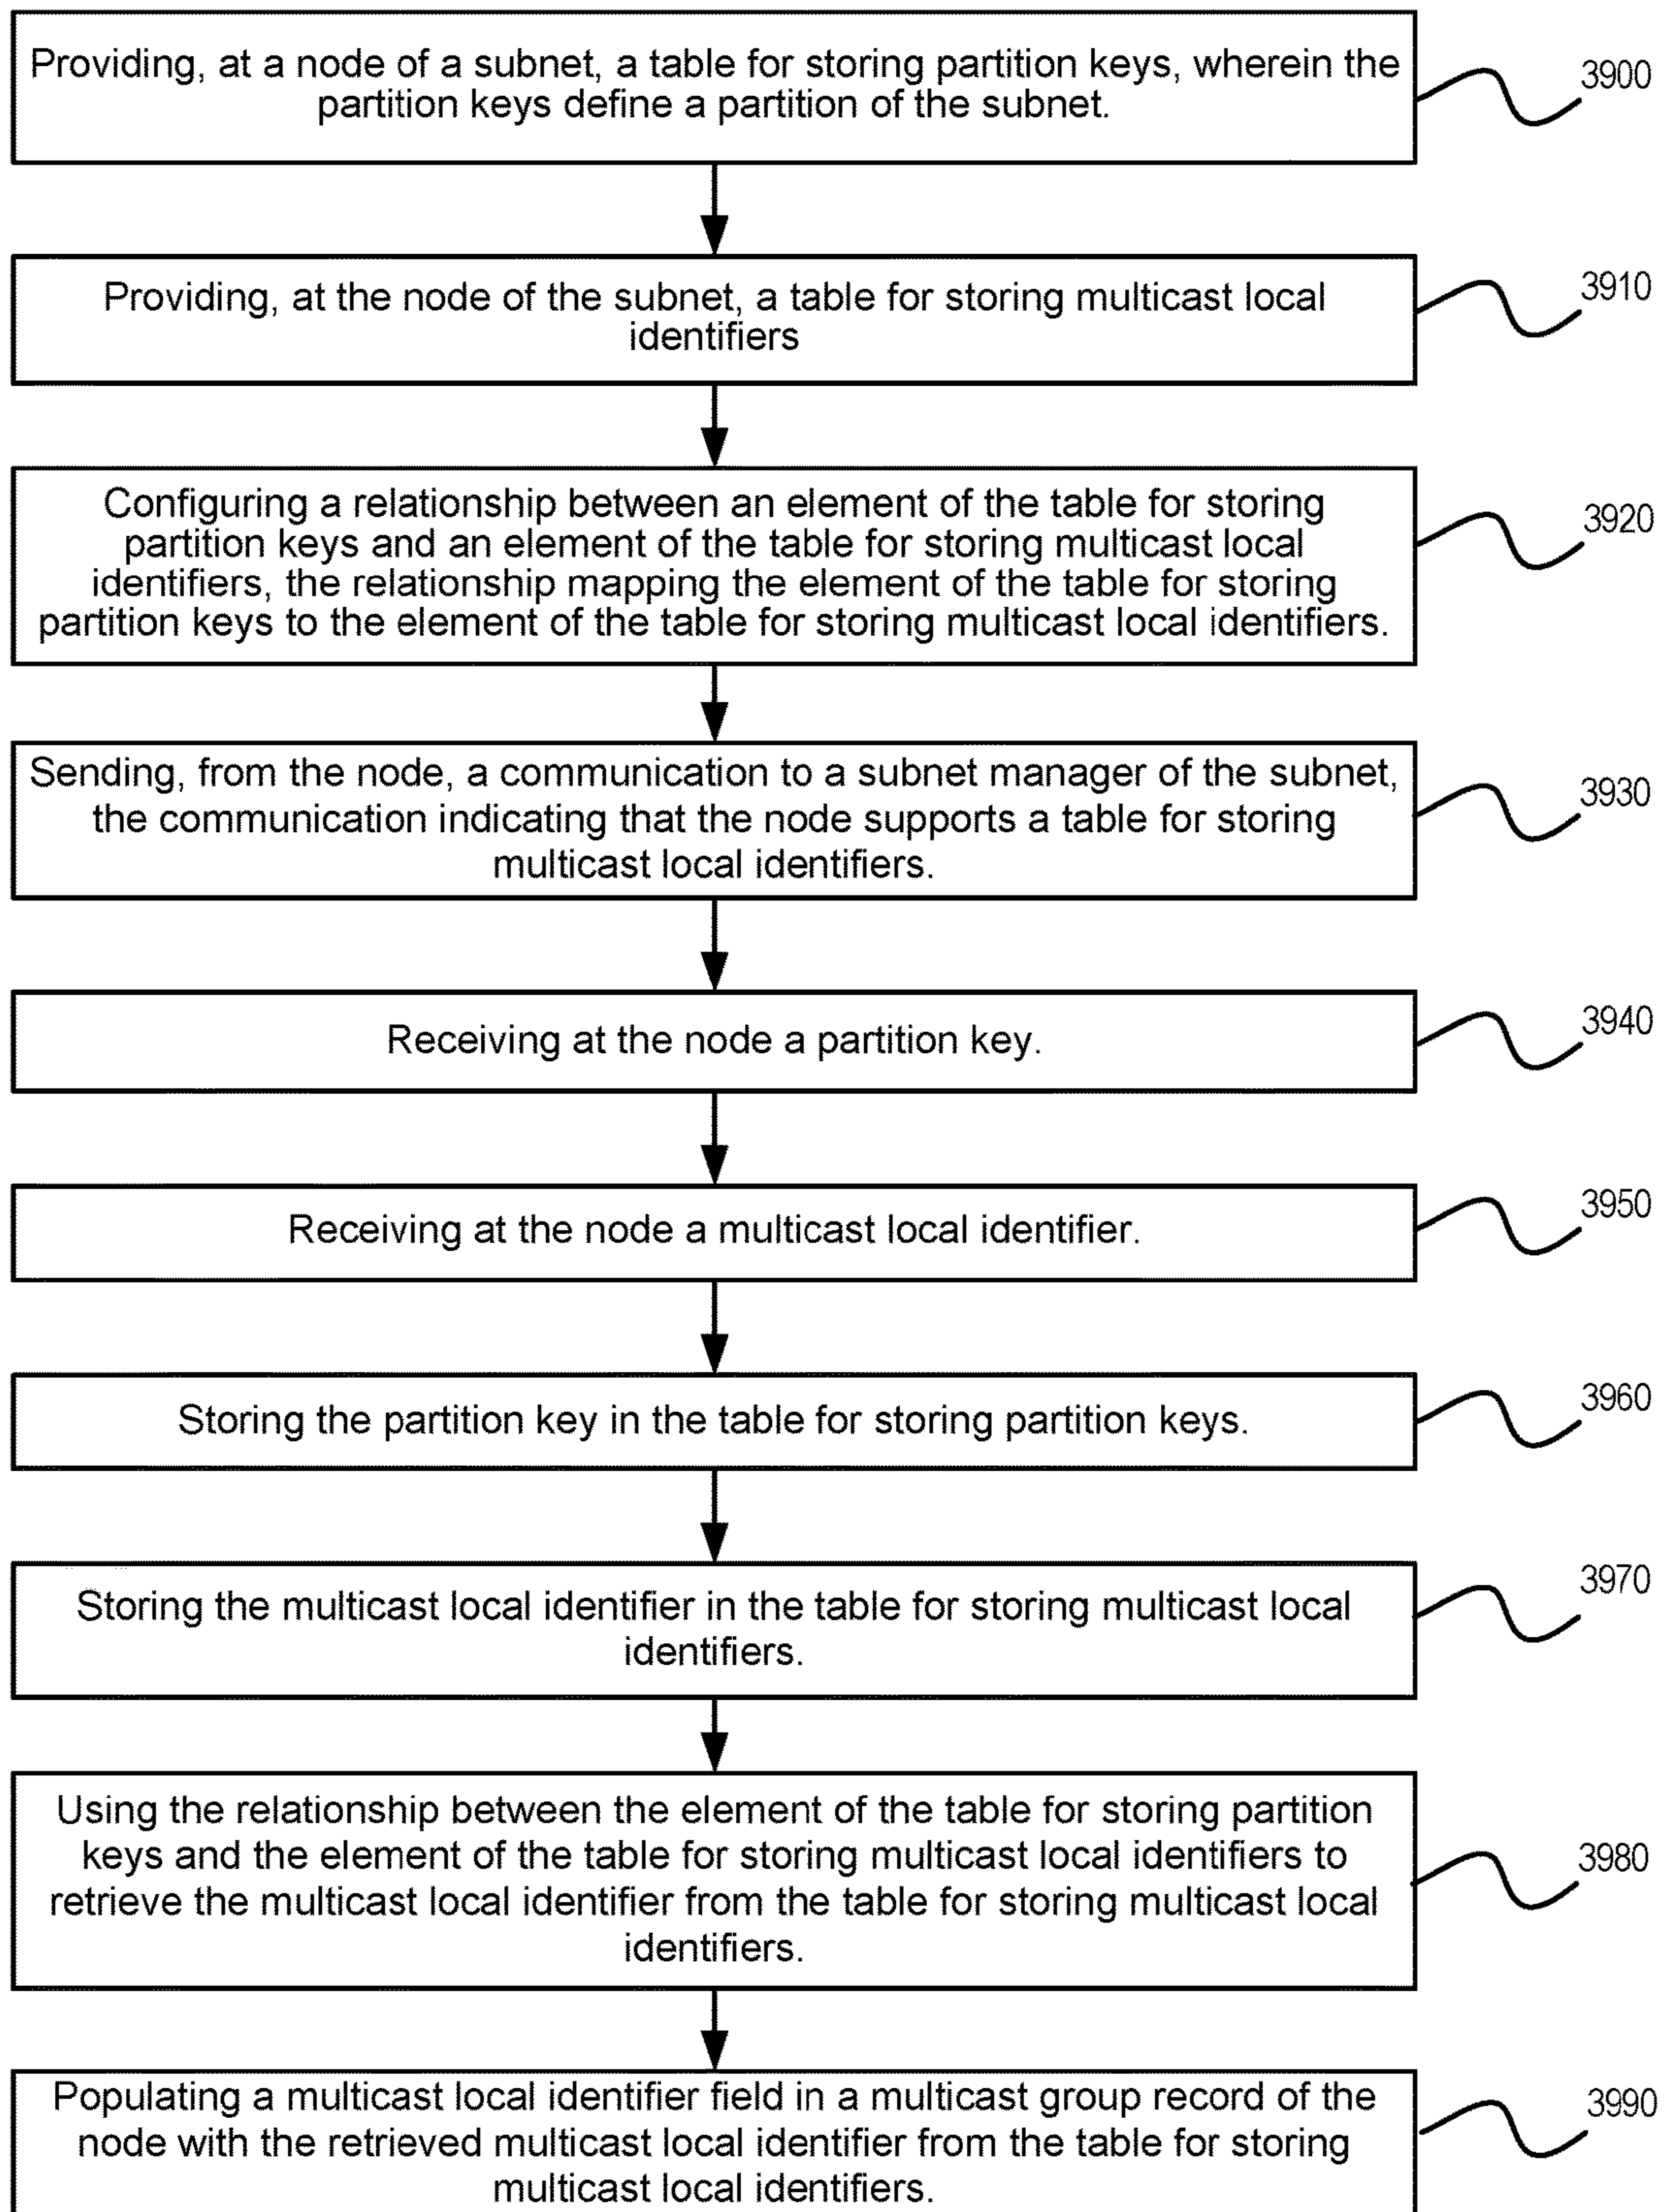 Providing, at a node of a subnet, a table for storing partition keys, wherein the
partition keys define a partition of the subnet.
3900
Providing, at the node of the subnet, a table for storing multicast local
identifiers
3910
Configuring a relationship between an element of the table for storing
partition keys and an element of the table for storing multicast local
identifiers, the relationship mapping the element of the table for storing
partition keys to the element of the table for storing multicast local identifiers.
3920
Sending, from the node, a communication to a subnet manager of the subnet,
the communication indicating that the node supports a table for storing
multicast local identifiers.
3930
Receiving at the node a partition key.
3940
Receiving at the node a multicast local identifier.
3950
Storing the partition key in the table for storing partition keys.
3960
Storing the multicast local identifier in the table for storing multicast local
identifiers.
3970
Using the relationship between the element of the table for storing partition
keys and the element of the table for storing multicast local identifiers to
retrieve the multicast local identifier from the table for storing multicast local
identifiers.
3980
Populating a multicast local identifier field in a multicast group record of the
node with the retrieved multicast local identifier from the table for storing
multicast local identifiers.
3990